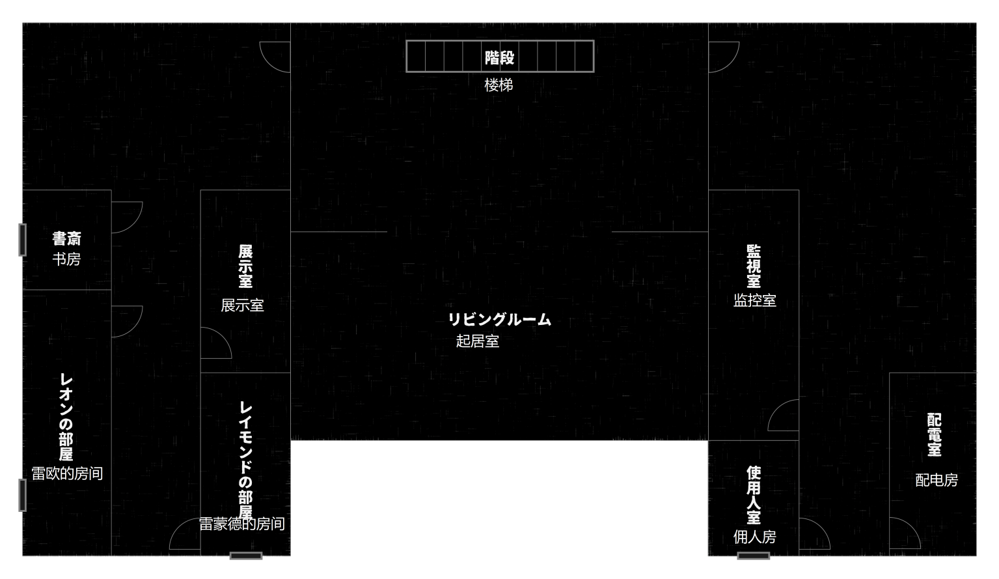 階段
楼梯
書斎
书房
展示室
展示室
監視室
监控室
リビングルーム
起居室
レオンの部屋
雷欧的房间
レイモンドの部屋
雷蒙德的房间
使用人室
佣人房
配電室
配电房